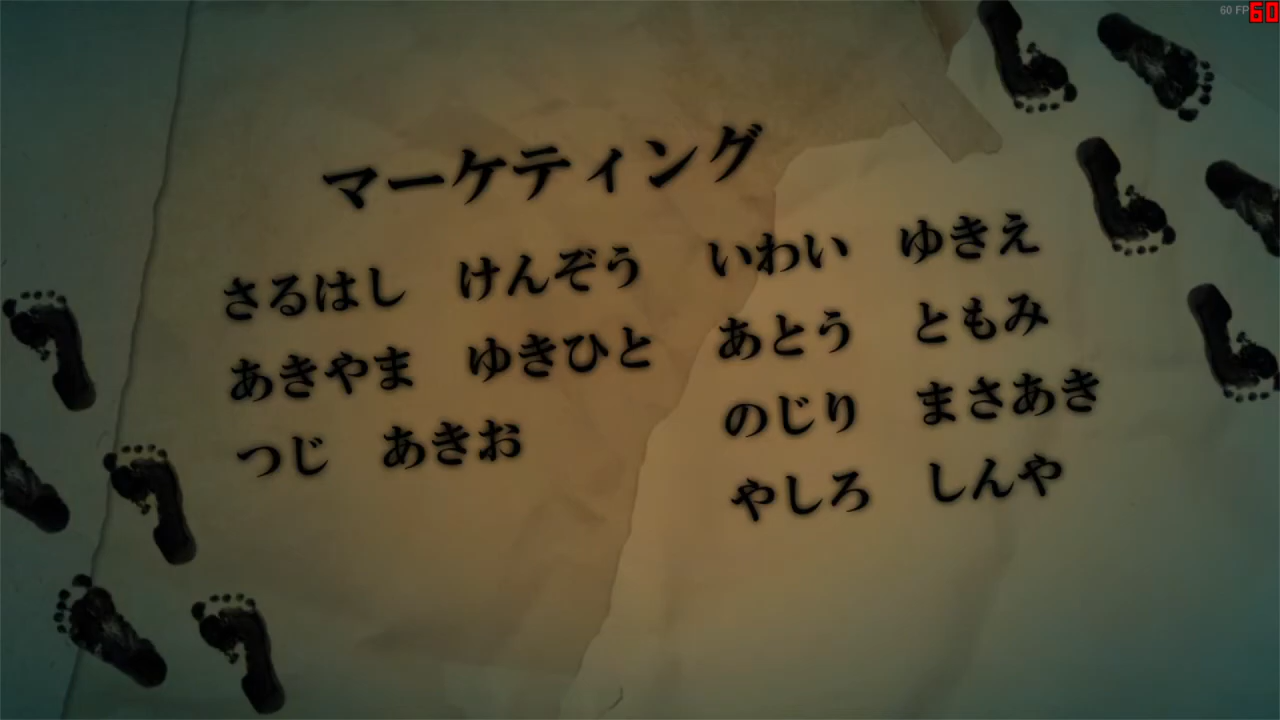 60 FP
60
マーケティング
さるはし　けんぞう
あきやま　ゆきひと
つじ　あきお
いわい　ゆきえ
あとう　ともみ
のじり　まさあき
やしろ　しんや